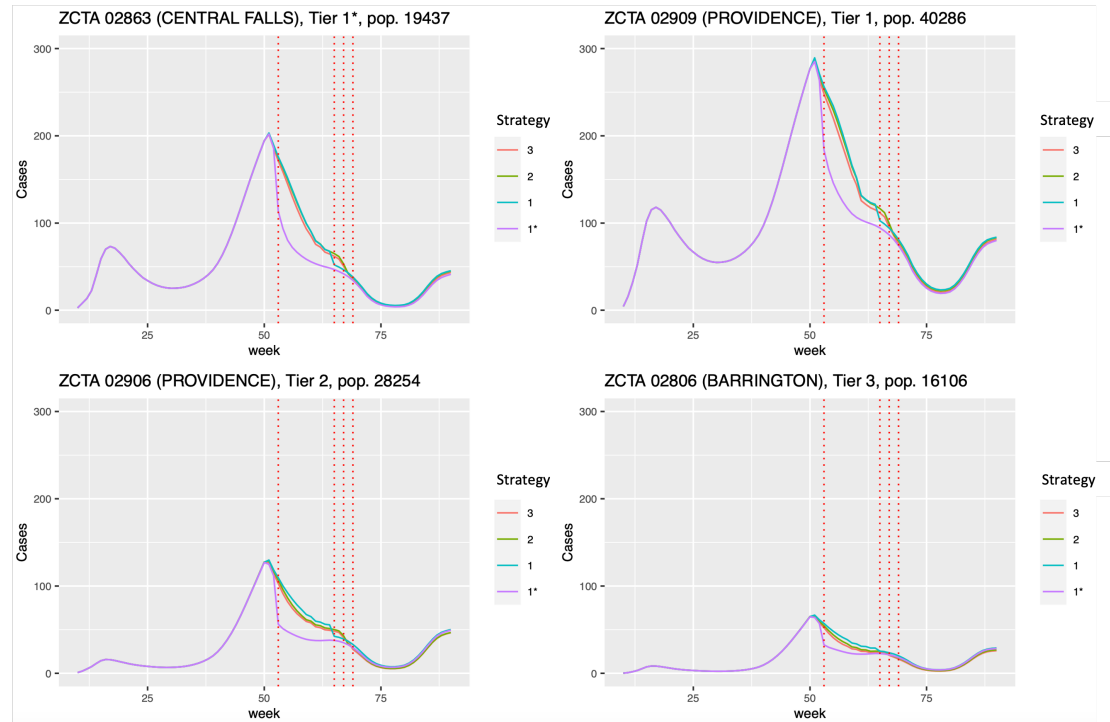 ZCTA 02863 (CENTRAL FALLS), Tier 1*, pop. 19437
300
200
100
0
Cases
25 50 75
week
Strategy
3
2
1
1*
ZCTA 02909 (PROVIDENCE), Tier 1, pop. 40286
300
200
100
0
Cases
25 50 75
week
Strategy
3
2
1
1*
ZCTA 02906 (PROVIDENCE), Tier 2, pop. 28254
300
200
100
0
Cases
25 50 75
week
Strategy
3
2
1
1*
ZCTA 02806 (BARRINGTON), Tier 3, pop. 16106
300
200
100
0
Cases
25 50 75
week
Strategy
3
2
1
1*